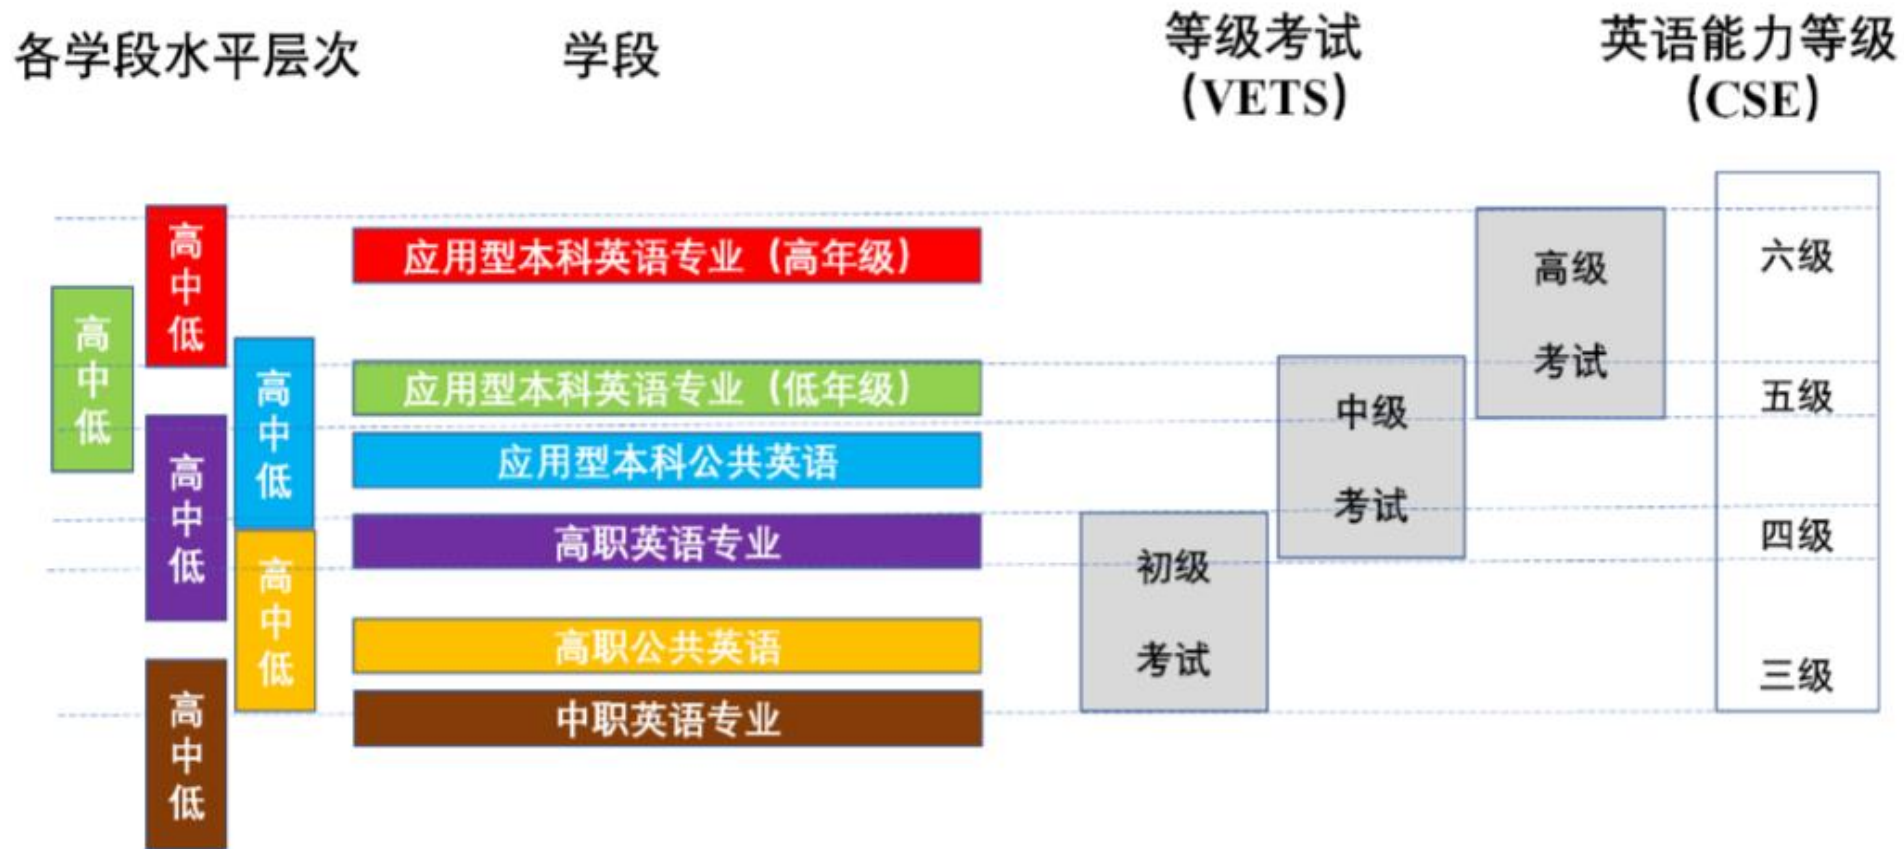 各学段水平层次
学段
等级考试
（VETS）
英语能力等级
（CSE）
高
中
低
高
中
低
高
中
低
高
中
低
高
中
低
高
中
低
应用型本科英语专业（高年级）
应用型本科英语专业（低年级）
应用型本科公共英语
高职英语专业
高职公共英语
中职英语专业
初级
考试
中级
考试
高级
考试
六级
五级
四级
三级